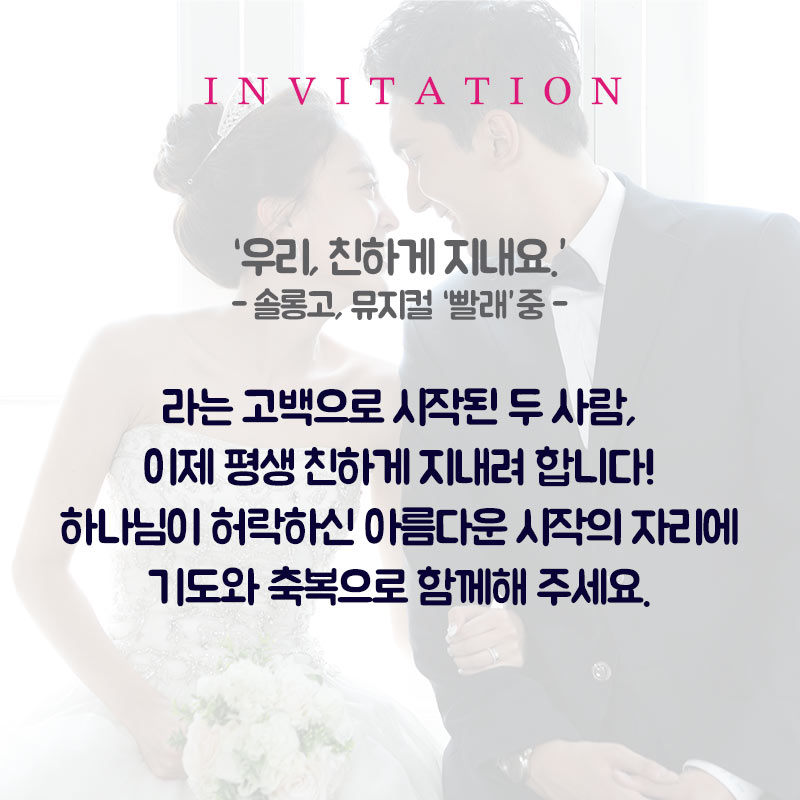 INVITATION
'우리, 친하게 지내요.'
- 솔롱고, 뮤지컬 '빨래' 중 -
라는 고백으로 시작된 두 사람,
이제 평생 친하게 지내려 합니다!
하나님이 허락하신 아름다운 시작의 자리에
기도와 축복으로 함께해 주세요.